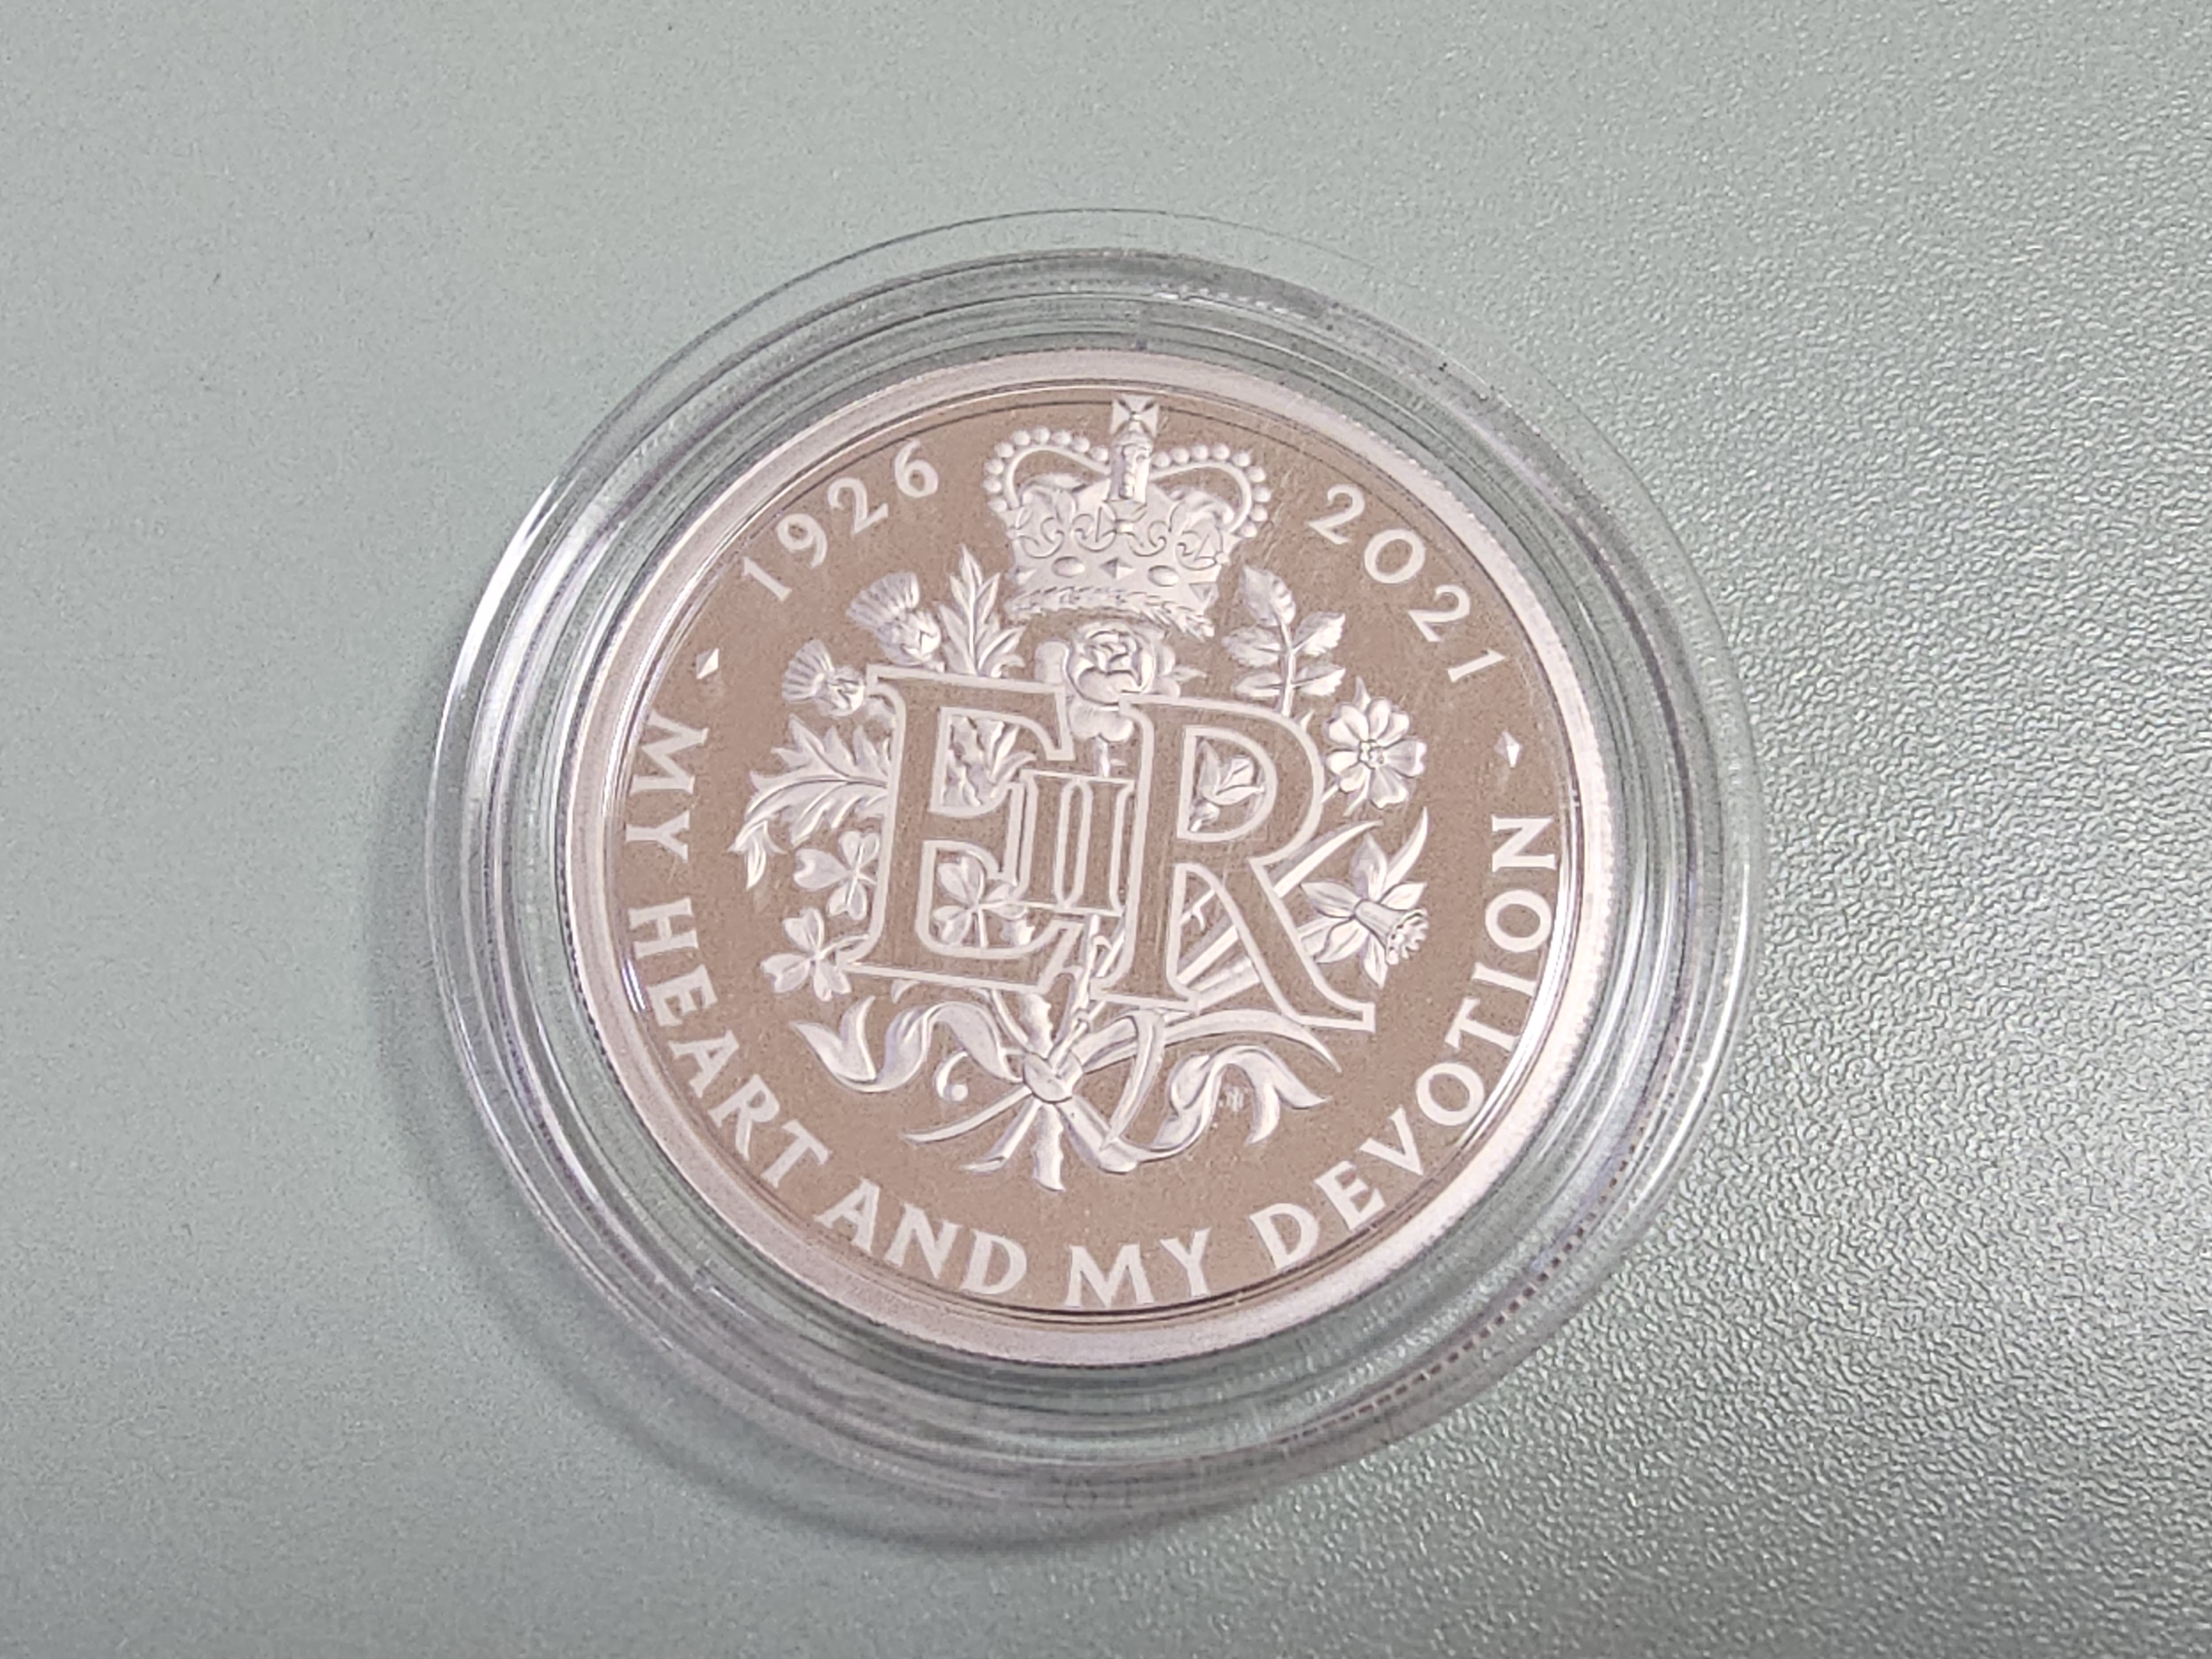 1926
2021
EIIR
MY HEART AND MY DEVOTION